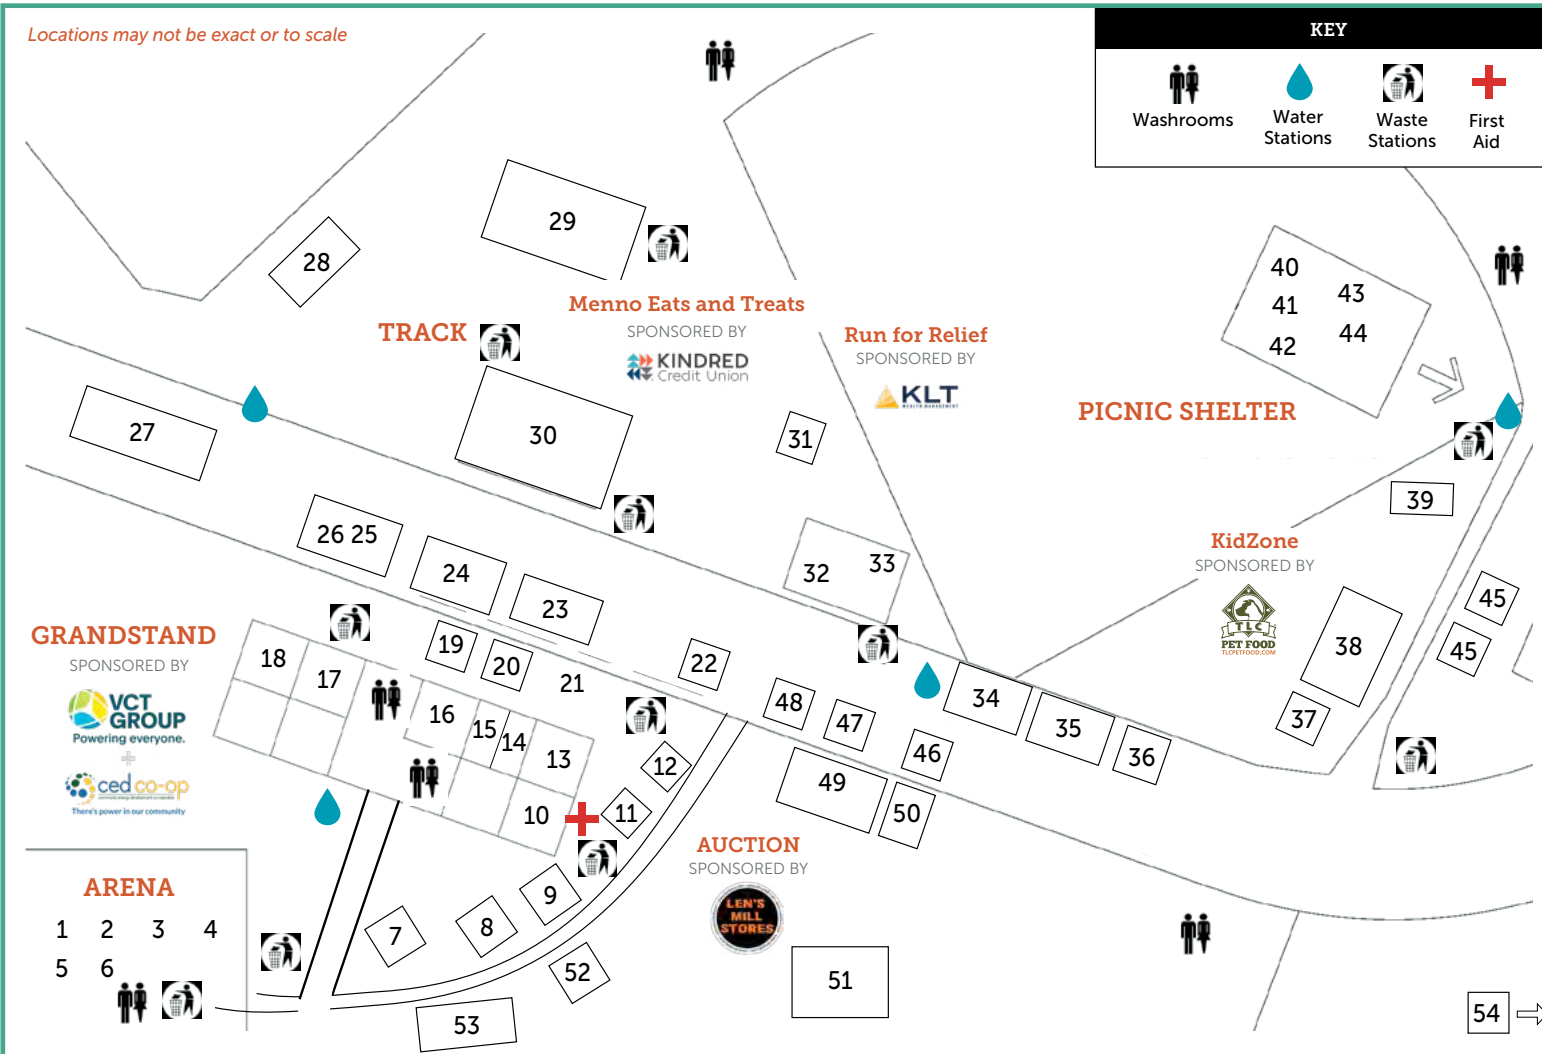 Locations may not be exact or to scale
KEY
Washrooms
Water
Stations
Waste
Stations
First
Aid
29
28
40
41
42
43
44
Menno Eats and Treats
SPONSORED BY
KINDRED
Credit Union
TRACK
Run for Relief
SPONSORED BY
KLT
WEALTH MANAGEMENT
PICNIC SHELTER
27
30
31
39
26 25
24
23
32
33
KidZone
SPONSORED BY
TLC
PET FOOD
TLCPETFOOD.COM
45
45
38
37
GRANDSTAND
SPONSORED BY
VCT
GROUP
Powering everyone.
+
ced co-op
There's power in our community
18
17
19
20
21
22
16
15
14
13
10
12
11
48
47
46
34
35
36
49
50
AUCTION
SPONSORED BY
LEN'S
MILL
STORES
ARENA
1 2 3 4
5 6
7
8
9
52
53
51
54